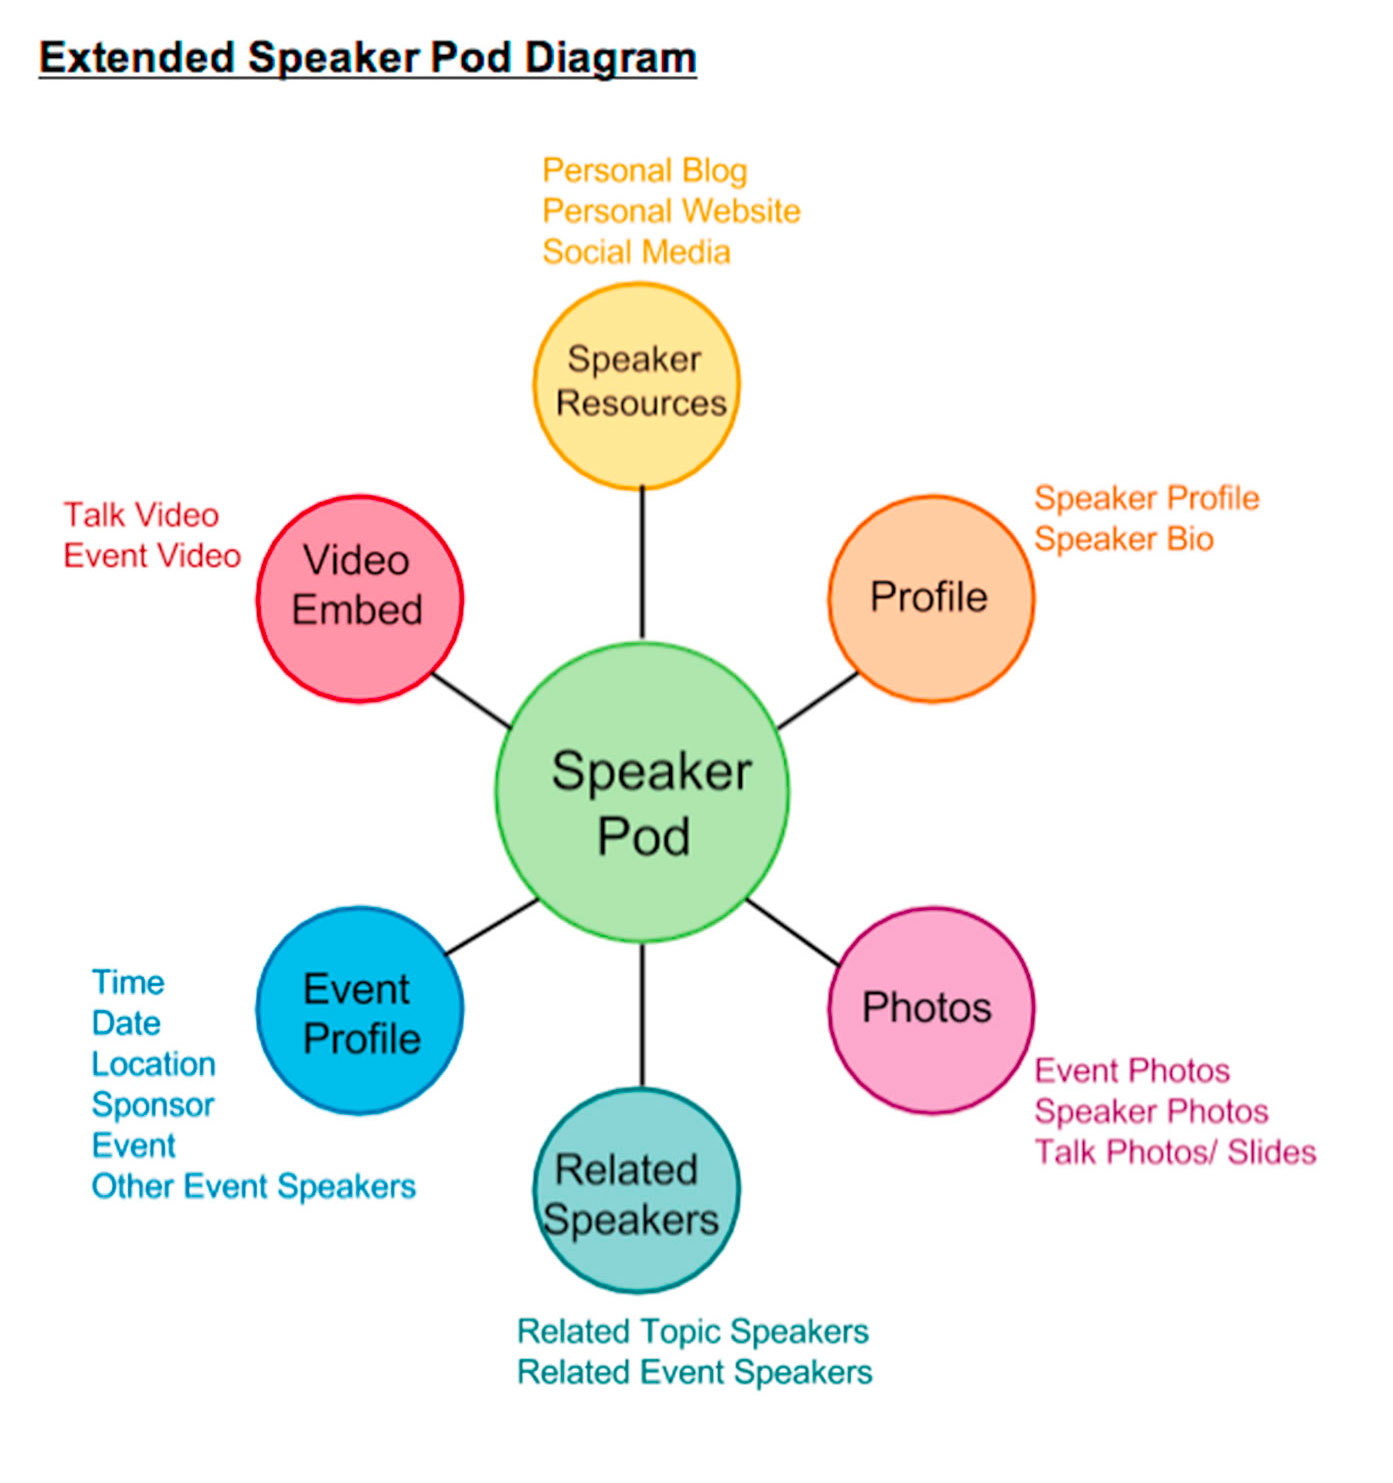 Extended Speaker Pod Diagram
Personal Blog
Personal Website
Social Media
Speaker
Resources
Talk Video
Event Video
Video
Embed
Speaker Profile
Speaker Bio
Profile
Speaker
Pod
Time
Date
Location
Sponsor
Event
Other Event Speakers
Event
Profile
Photos
Event Photos
Speaker Photos
Talk Photos/ Slides
Related
Speakers
Related Topic Speakers
Related Event Speakers